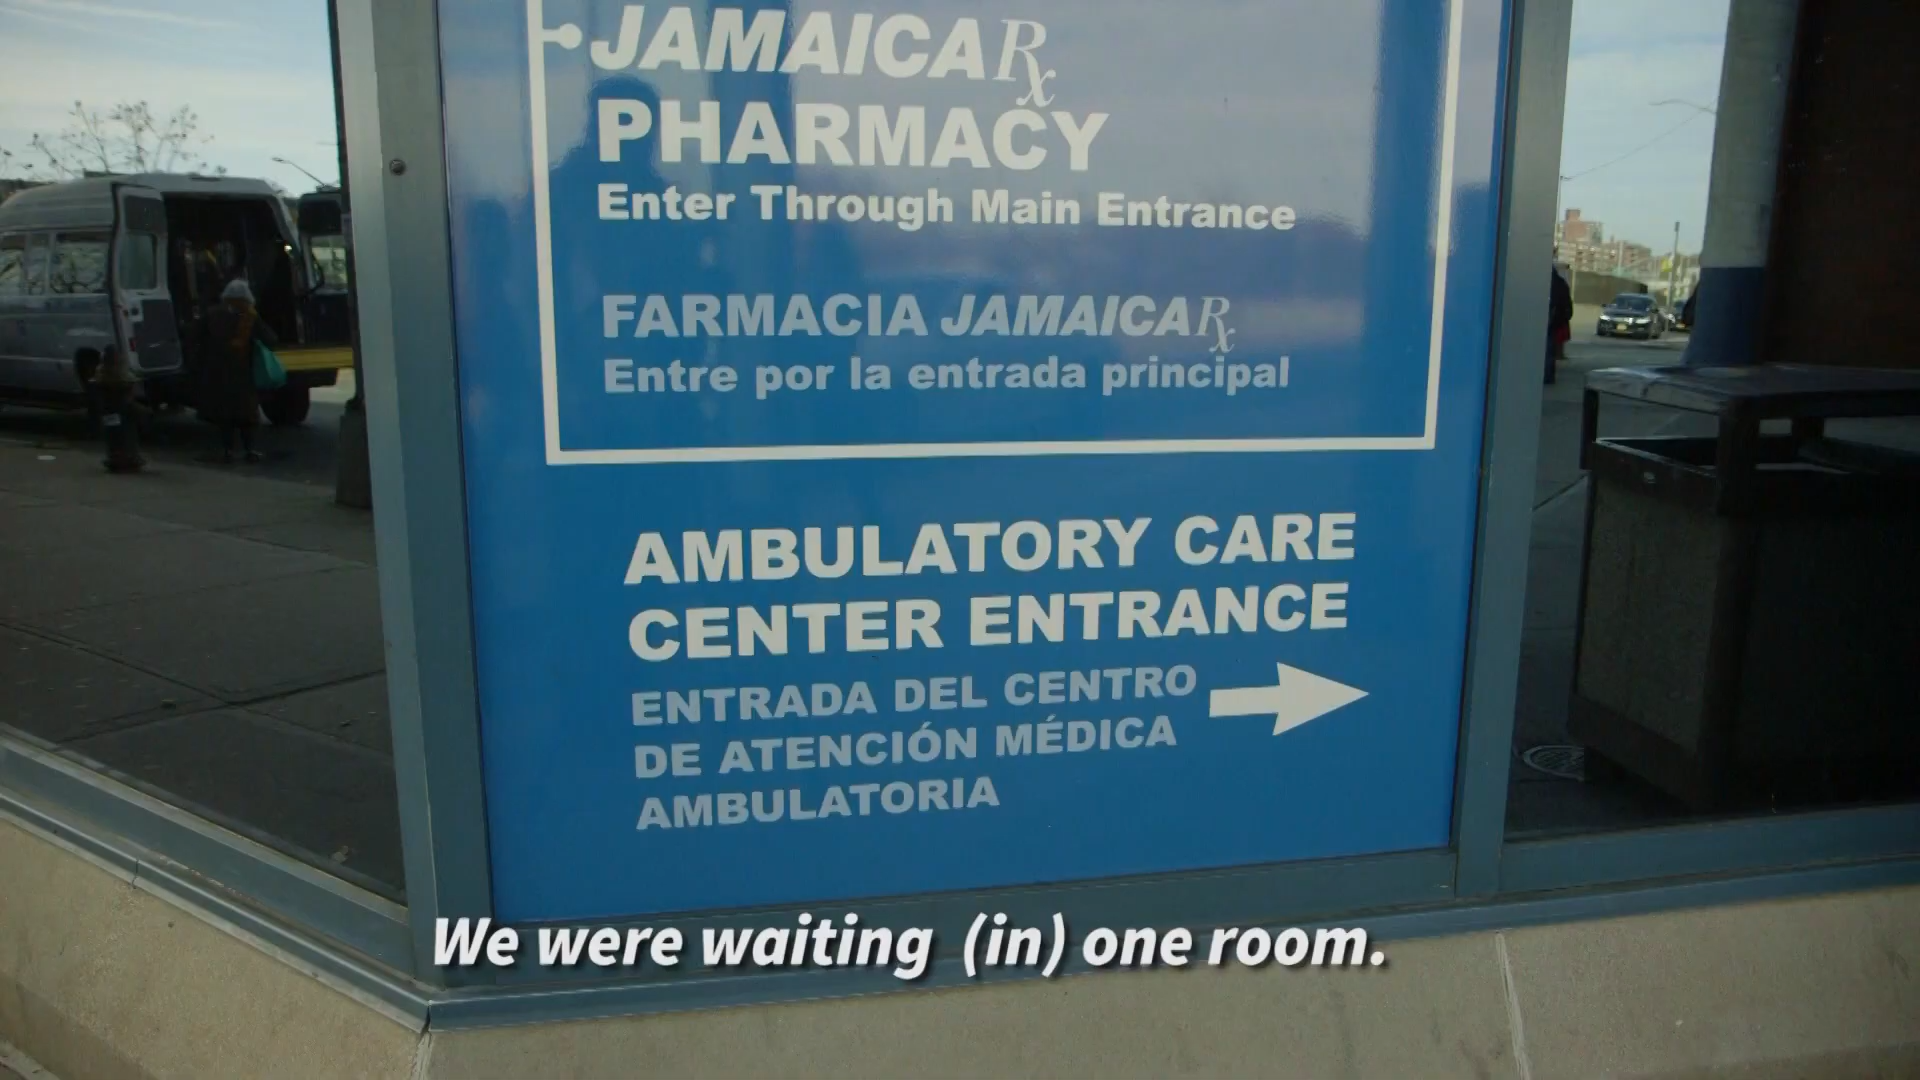 JAMAICA Rx
PHARMACY
Enter Through Main Entrance
FARMACIA JAMAICA Rx
Entre por la entrada principal
AMBULATORY CARE
CENTER ENTRANCE
ENTRADA DEL CENTRO
DE ATENCIÓN MÉDICA
AMBULATORIA
We were waiting (in) one room.